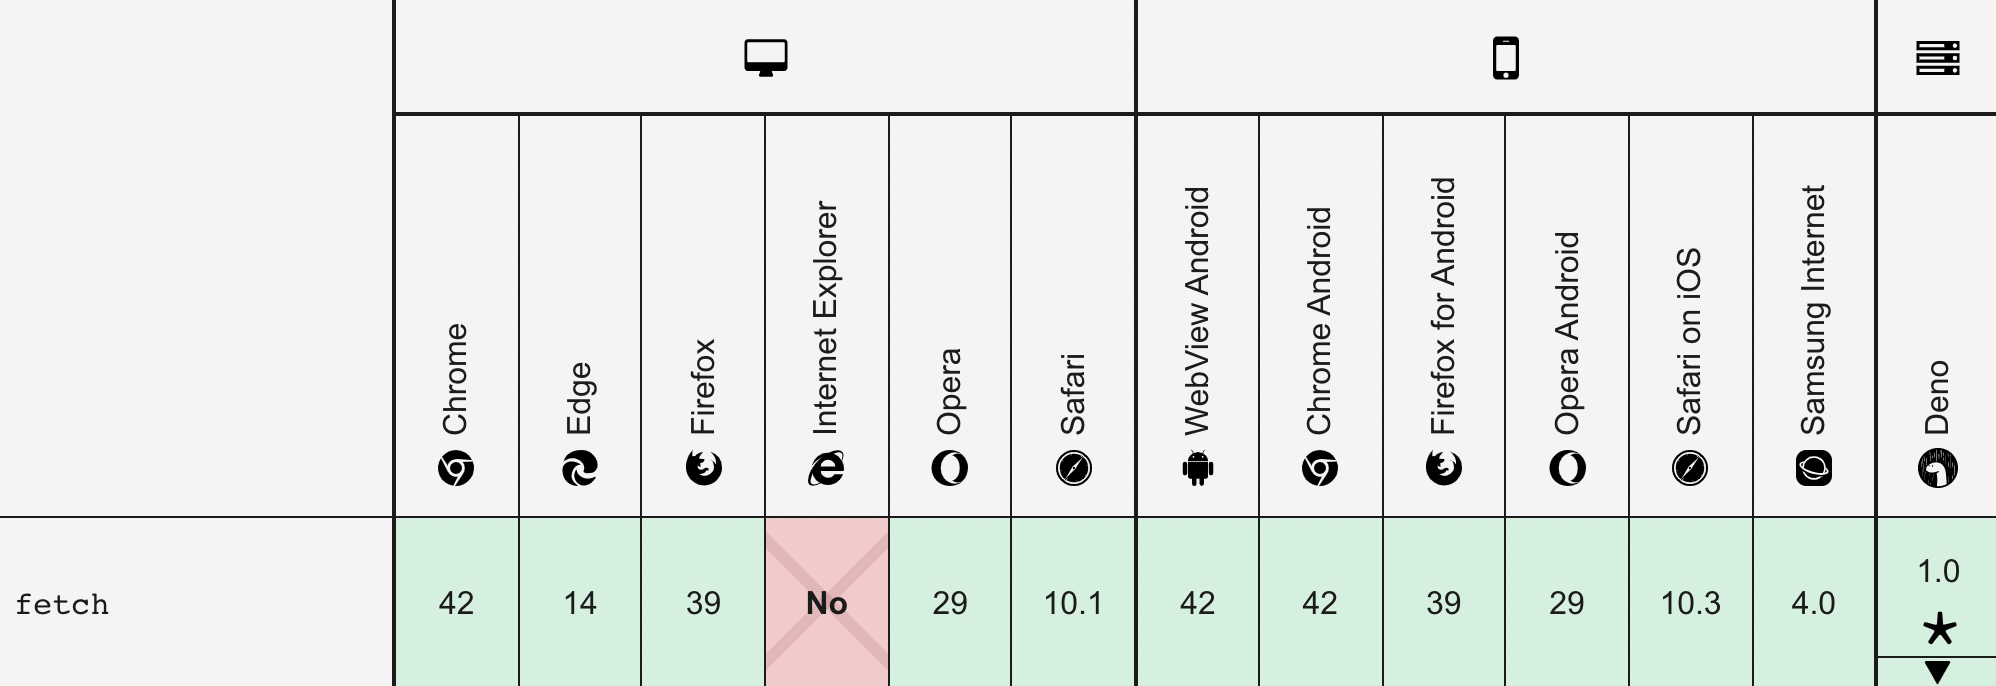 Chrome
Edge
Firefox
Internet Explorer
Opera
Safari
WebView Android
Chrome Android
Firefox for Android
Opera Android
Safari on iOS
Samsung Internet
Deno
fetch 42 14 39 No 29 10.1 42 42 39 29 10.3 4.0 1.0
*
▼